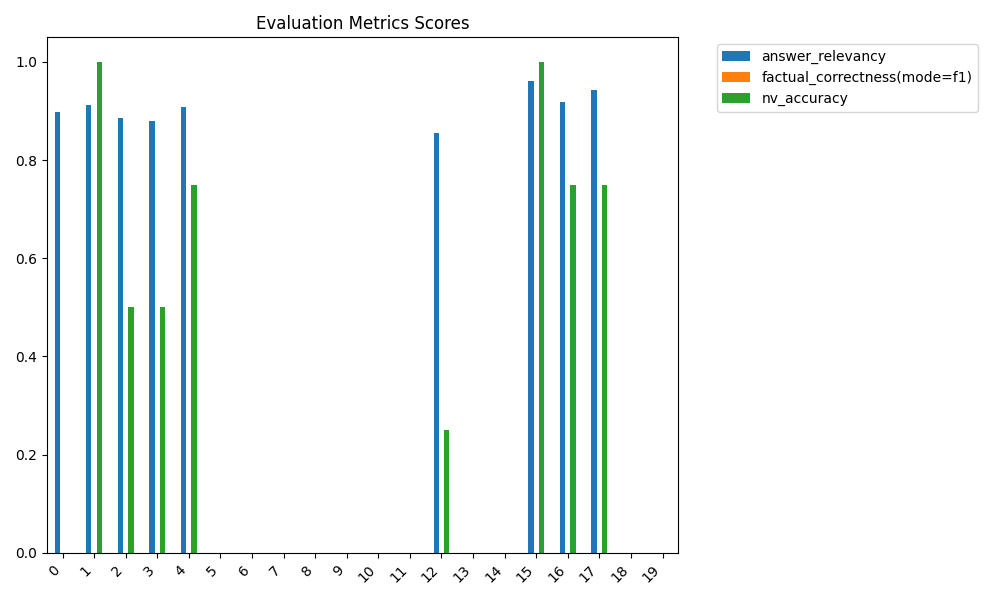 Evaluation Metrics Scores
answer_relevancy
factual_correctness(mode=f1)
nv_accuracy
1.0
0.8
0.6
0.4
0.2
0.0
0 1 2 3 4 5 6 7 8 9 10 11 12 13 14 15 16 17 18 19